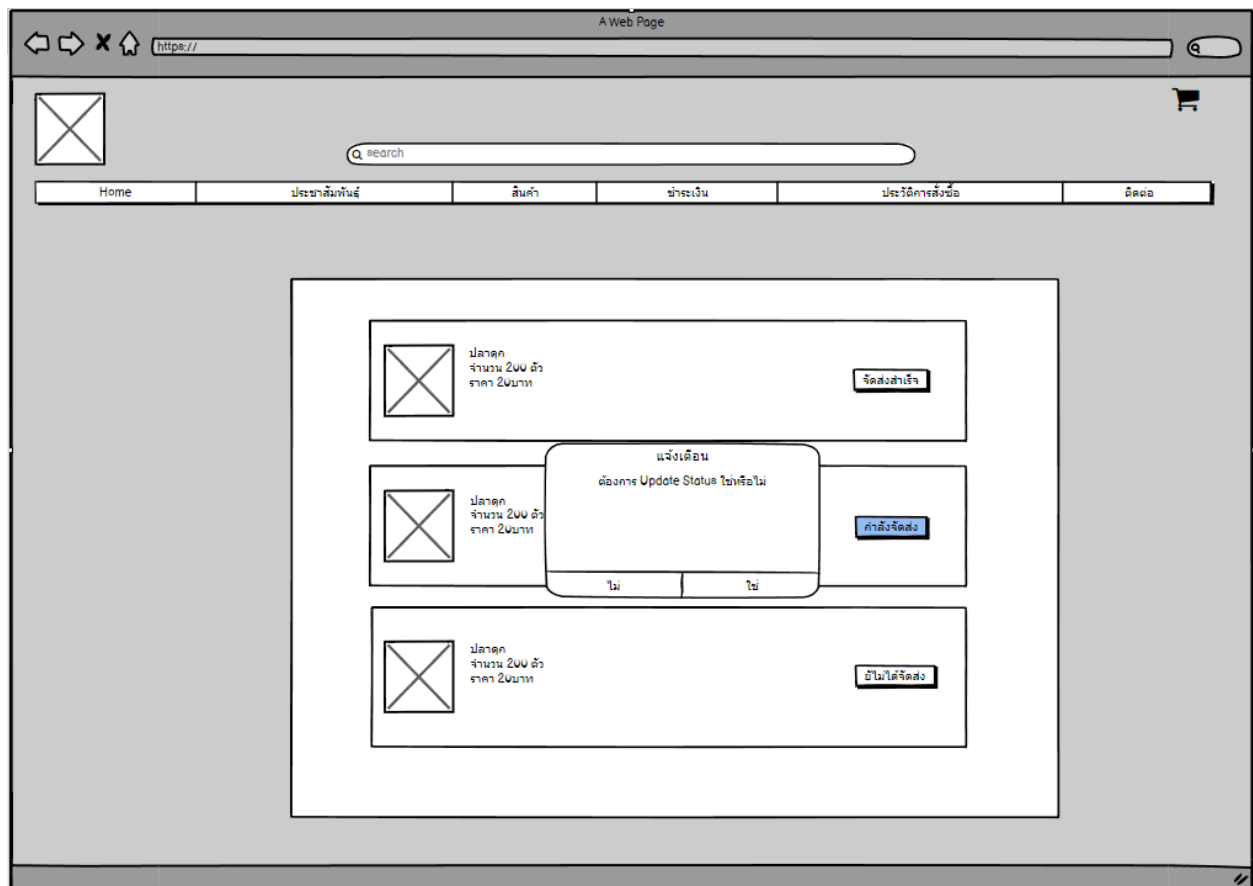 A Web Page
https://
search
Home ประชาสัมพันธุ์ สินค้า ชำระเงิน ประวัติการสั่งซื้อ ติดต่อ
ปลาดุก
จำนวน 200 ตัว
ราคา 20บาท
จัดส่งสำเร็จ
แจ้งเตือน
ต้องการ Update Status ใช่หรือไม่
ปลาดุก
จำนวน 200 ตัว
ราคา 20บาท
กำลังจัดส่ง
ไม่ ใช่
ปลาดุก
จำนวน 200 ตัว
ราคา 20บาท
ยัไม่ได้จัดส่ง